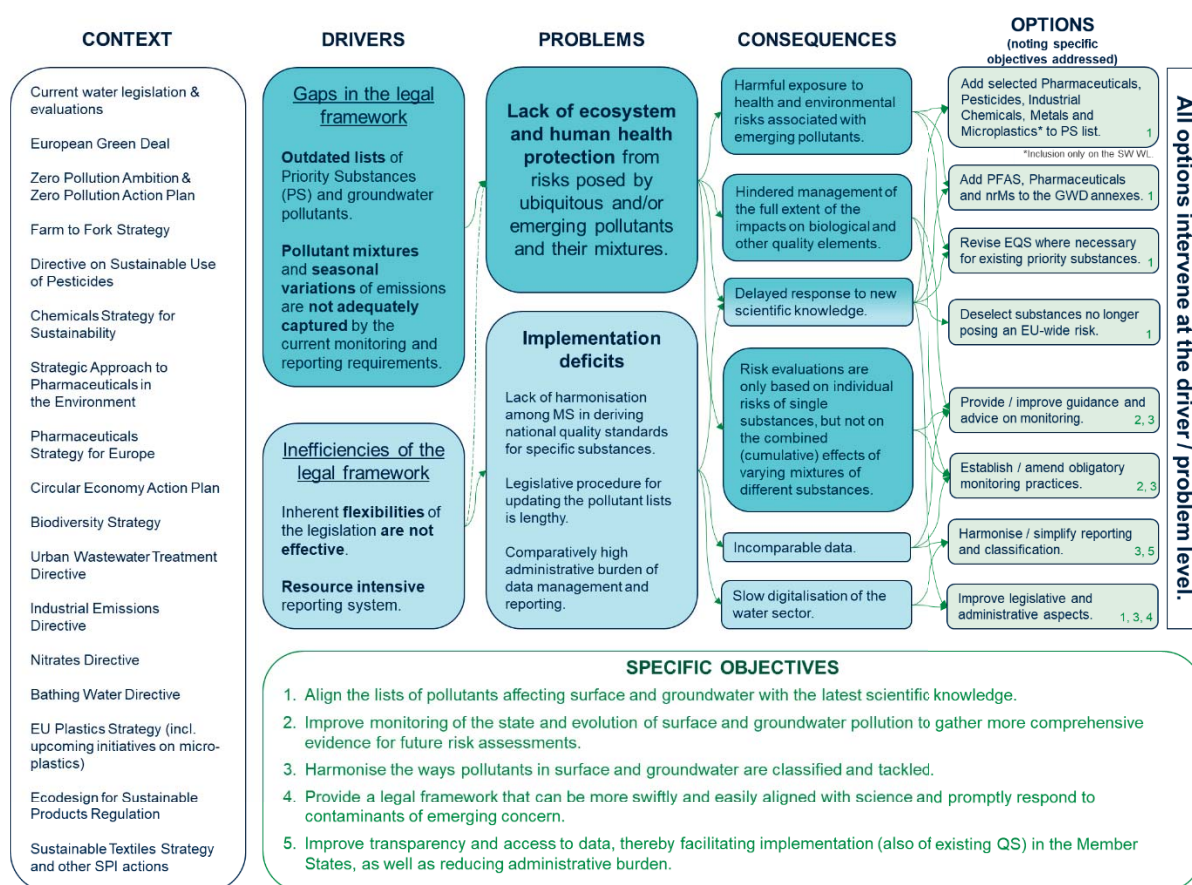 CONTEXT
Current water legislation &
evaluations
European Green Deal
Zero Pollution Ambition &
Zero Pollution Action Plan
Farm to Fork Strategy
Directive on Sustainable Use
of Pesticides
Chemicals Strategy for
Sustainability
Strategic Approach to
Pharmaceuticals in
the Environment
Pharmaceuticals
Strategy for Europe
Circular Economy Action Plan
Biodiversity Strategy
Urban Wastewater Treatment
Directive
Industrial Emissions
Directive
Nitrates Directive
Bathing Water Directive
EU Plastics Strategy (incl.
upcoming initiatives on micro-
plastics)
Ecodesign for Sustainable
Products Regulation
Sustainable Textiles Strategy
and other SPI actions
DRIVERS
Gaps in the legal
framework
Outdated lists of
Priority Substances
(PS) and groundwater
pollutants.
Pollutant mixtures
and seasonal
variations of emissions
are not adequately
captured by the
current monitoring and
reporting requirements.
Inefficiencies of the
legal framework
Inherent flexibilities
of the legislation are not
effective.
Resource intensive
reporting system.
PROBLEMS
Lack of ecosystem
and human health
protection from
risks posed by
ubiquitous and/or
emerging pollutants
and their mixtures.
Implementation
deficits
Lack of harmonisation
among MS in deriving
national quality standards
for specific substances.
Legislative procedure for
updating the pollutant lists
is lengthy.
Comparatively high
administrative burden of
data management and
reporting.
CONSEQUENCES
Harmful exposure to
health and environmental
risks associated with
emerging pollutants.
Hindered management of
the full extent of the
impacts on biological and
other quality elements.
Delayed response to new
scientific knowledge.
Risk evaluations are
only based on individual
risks of single
substances, but not on
the combined
(cumulative) effects of
varying mixtures of
different substances.
Incomparable data.
Slow digitalisation of the
water sector.
OPTIONS
(noting specific
objectives addressed)
Add selected Pharmaceuticals,
Pesticides, Industrial
Chemicals, Metals and
Microplastics* to PS list. 1
*Inclusion only on the SW WL.
Add PFAS, Pharmaceuticals
and nrMs to the GWD annexes. 1
Revise EQS where necessary
for existing priority substances. 1
Deselect substances no longer
posing an EU-wide risk. 1
Provide / improve guidance and
advice on monitoring. 2, 3
Establish / amend obligatory
monitoring practices. 2, 3
Harmonise / simplify reporting
and classification. 3, 5
Improve legislative and
administrative aspects. 1, 3, 4
All options intervene at the driver / problem level.
SPECIFIC OBJECTIVES
1. Align the lists of pollutants affecting surface and groundwater with the latest scientific knowledge.
2. Improve monitoring of the state and evolution of surface and groundwater pollution to gather more comprehensive
evidence for future risk assessments.
3. Harmonise the ways pollutants in surface and groundwater are classified and tackled.
4. Provide a legal framework that can be more swiftly and easily aligned with science and promptly respond to
contaminants of emerging concern.
5. Improve transparency and access to data, thereby facilitating implementation (also of existing QS) in the Member
States, as well as reducing administrative burden.